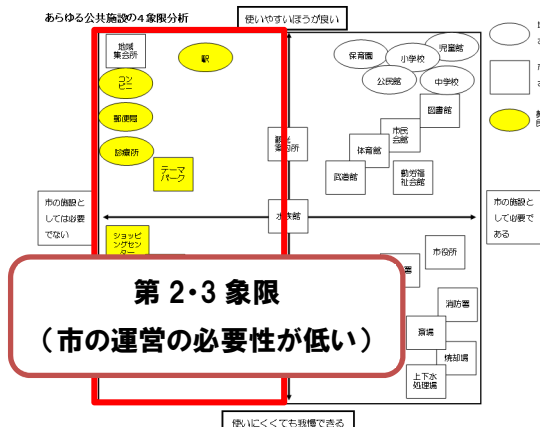 あらゆる公共施設の4象限分析
使いやすいほうが良い
地域
集会所
駅
コン
ビニ
郵便局
診療所
テーマ
パーク
保育園
小学校
児童館
公民館
中学校
図書館
市民
会館
体育館
武道館
勤労福
祉会館
観光
案内所
水族館
市の施設と
しては必要
でない
市の施設と
して必要で
ある
ショッピ
ングセン
ター
市役所
署
消防署
斎場
焼却場
上下水
処理場
第2・3象限
（市の運営の必要性が低い）
使いにくくても我慢できる